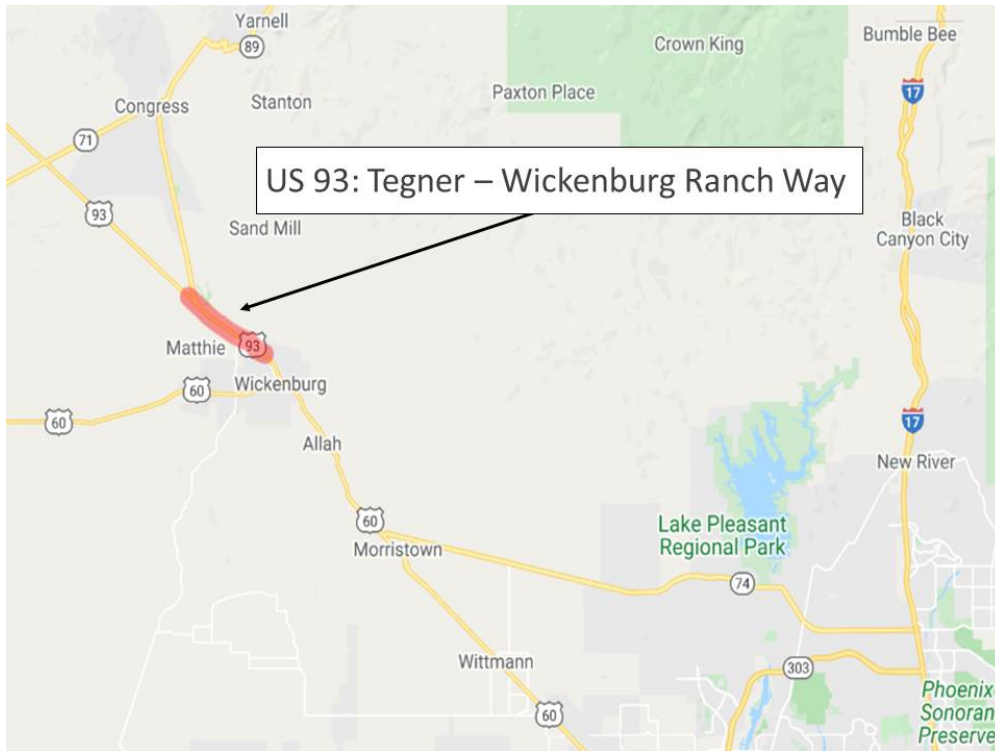 Yarnell
89
Crown King
Bumble Bee
17
Congress
Stanton
Paxton Place
71
US 93: Tegner – Wickenburg Ranch Way
93
Sand Mill
Black
Canyon City
Matthie
93
60
Wickenburg
60
17
Allah
New River
60
Morristown
Lake Pleasant
Regional Park
74
Wittmann
303
60
Phoenix
Sonoran
Preserve